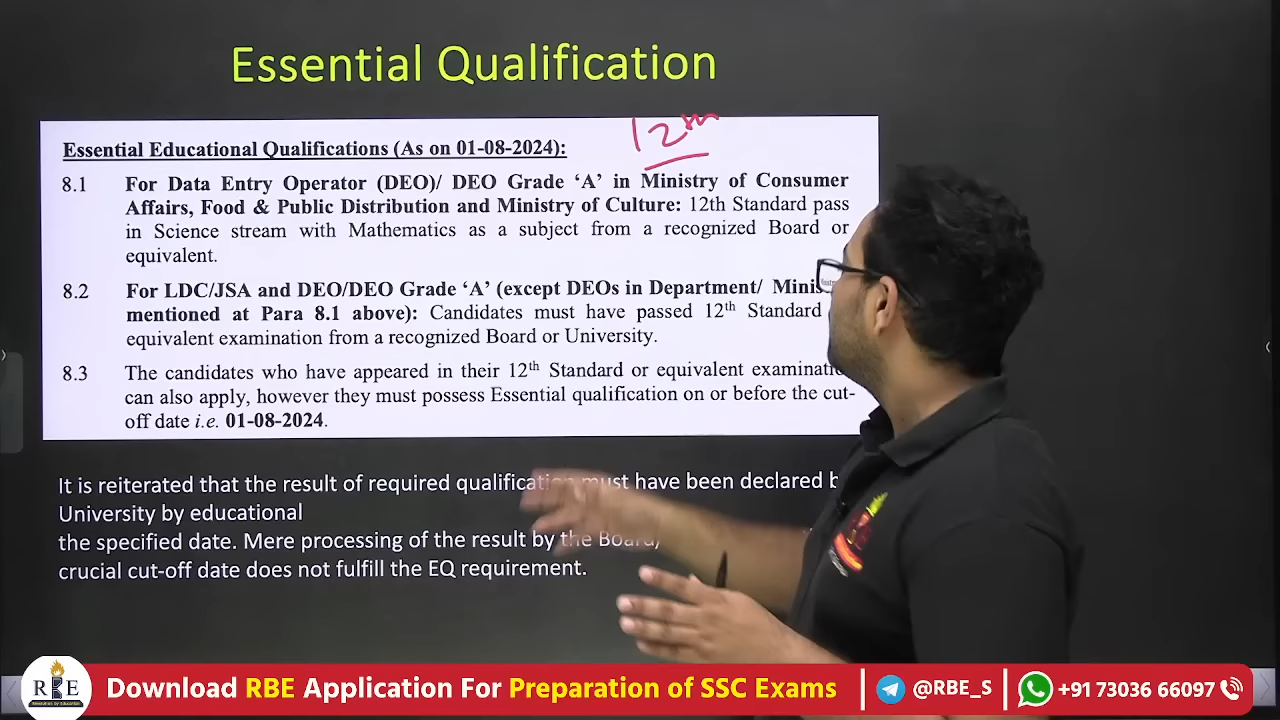 Essential Qualification
12th
Essential Educational Qualifications (As on 01-08-2024):
8.1 For Data Entry Operator (DEO)/ DEO Grade ‘A’ in Ministry of Consumer
Affairs, Food & Public Distribution and Ministry of Culture: 12th Standard pass
in Science stream with Mathematics as a subject from a recognized Board or
equivalent.
8.2 For LDC/JSA and DEO/DEO Grade ‘A’ (except DEOs in Department/
mentioned at Para 8.1 above): Candidates must have passed 12th Standard
equivalent examination from a recognized Board or University.
8.3 The candidates who have appeared in their 12th Standard or equivalent
can also apply, however they must possess Essential qualification on or before the cut-
off date i.e. 01-08-2024.
It is reiterated that the result of required qualification must have been declared
University by educational
the specified date. Mere processing of the result by the Board,
crucial cut-off date does not fulfill the EQ requirement.
RBE
Download RBE Application For Preparation of SSC Exams
@RBE_S
+91 73036 66097